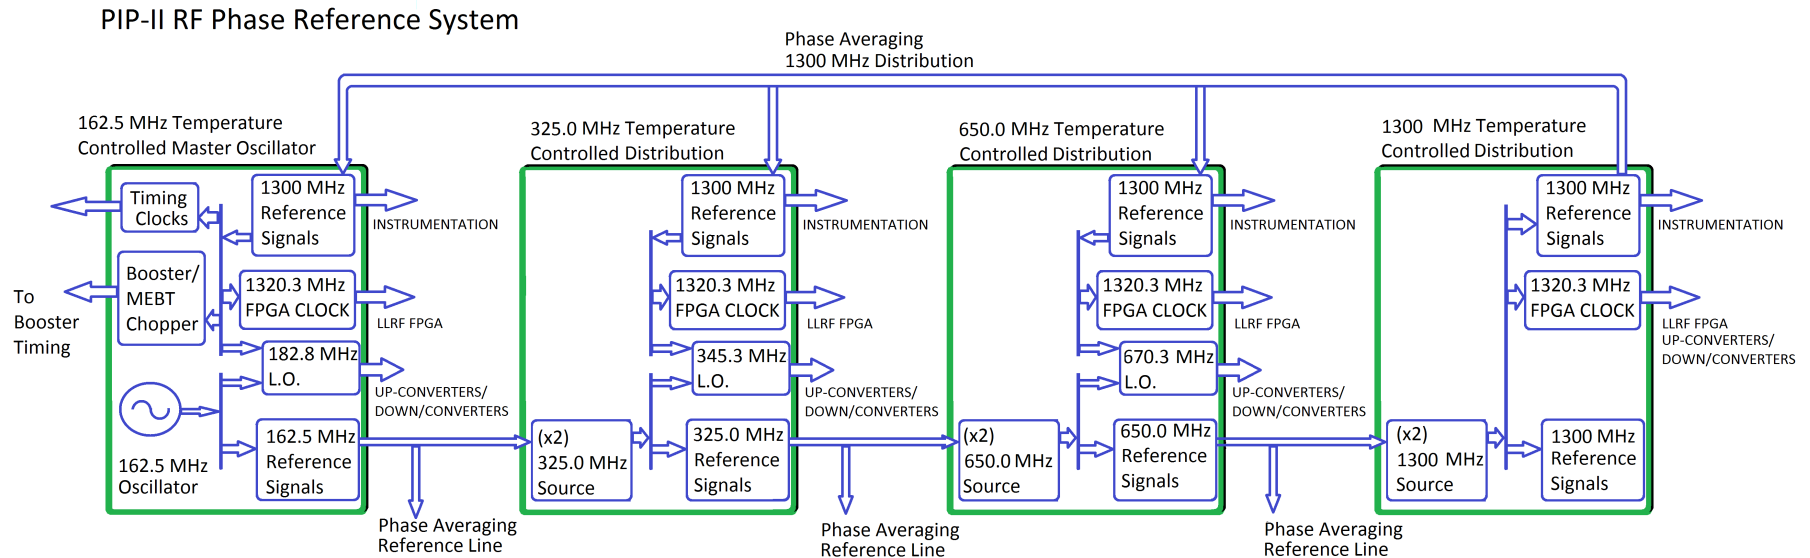 PIP-II RF Phase Reference System
Phase Averaging
1300 MHz Distribution
162.5 MHz Temperature
Controlled Master Oscillator
Timing
Clocks
1300 MHz
Reference
Signals
INSTRUMENTATION
Booster/
MEBT
Chopper
To
Booster
Timing
1320.3 MHz
FPGA CLOCK
LLRF FPGA
182.8 MHz
L.O.
UP-CONVERTERS/
DOWN/CONVERTERS
162.5 MHz
Oscillator
162.5 MHz
Reference
Signals
Phase Averaging
Reference Line
325.0 MHz Temperature
Controlled Distribution
1300 MHz
Reference
Signals
INSTRUMENTATION
1320.3 MHz
FPGA CLOCK
LLRF FPGA
345.3 MHz
L.O.
UP-CONVERTERS/
DOWN/CONVERTERS
(x2)
325.0 MHz
Source
325.0 MHz
Reference
Signals
Phase Averaging
Reference Line
650.0 MHz Temperature
Controlled Distribution
1300 MHz
Reference
Signals
INSTRUMENTATION
1320.3 MHz
FPGA CLOCK
LLRF FPGA
670.3 MHz
L.O.
UP-CONVERTERS/
DOWN/CONVERTERS
(x2)
650.0 MHz
Source
650.0 MHz
Reference
Signals
Phase Averaging
Reference Line
1300 MHz Temperature
Controlled Distribution
1300 MHz
Reference
Signals
INSTRUMENTATION
1320.3 MHz
FPGA CLOCK
LLRF FPGA
UP-CONVERTERS/
DOWN/CONVERTERS
(x2)
1300 MHz
Source
1300 MHz
Reference
Signals